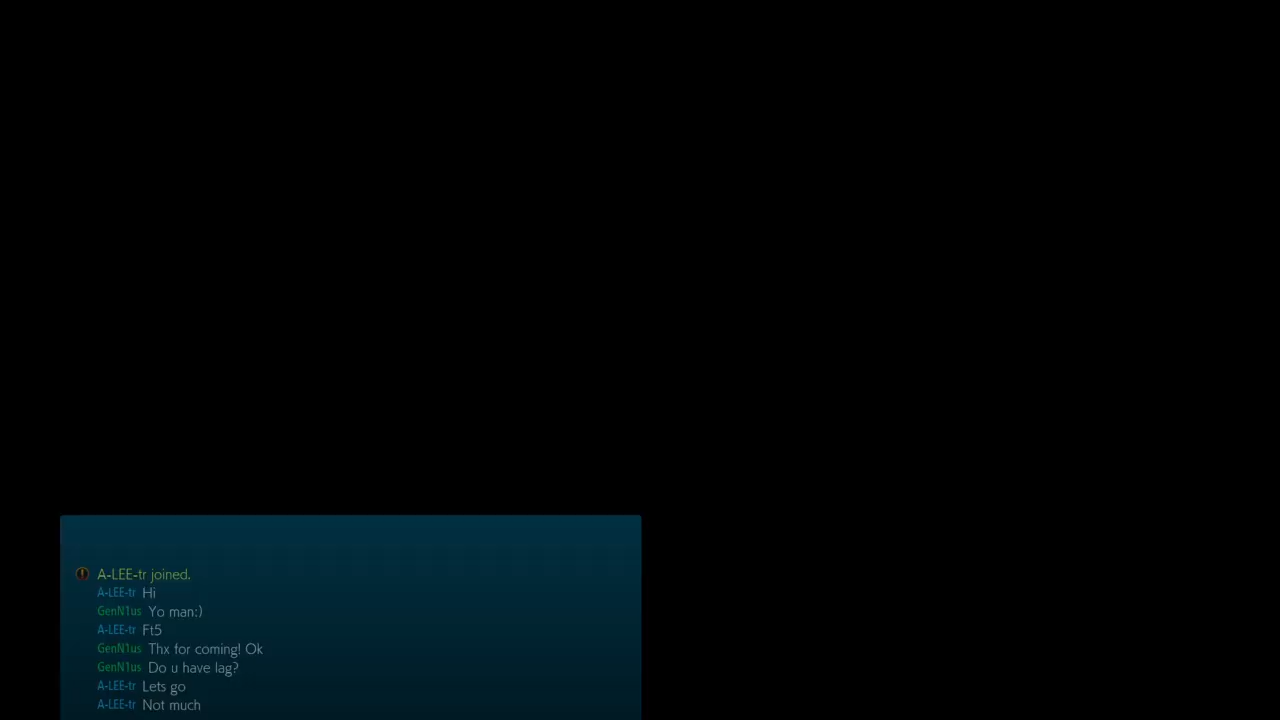 A-LEE-tr joined.
A-LEE-tr Hi
GenN1us Yo man:)
A-LEE-tr Ft5
GenN1us Thx for coming! Ok
GenN1us Do u have lag?
A-LEE-tr Lets go
A-LEE-tr Not much